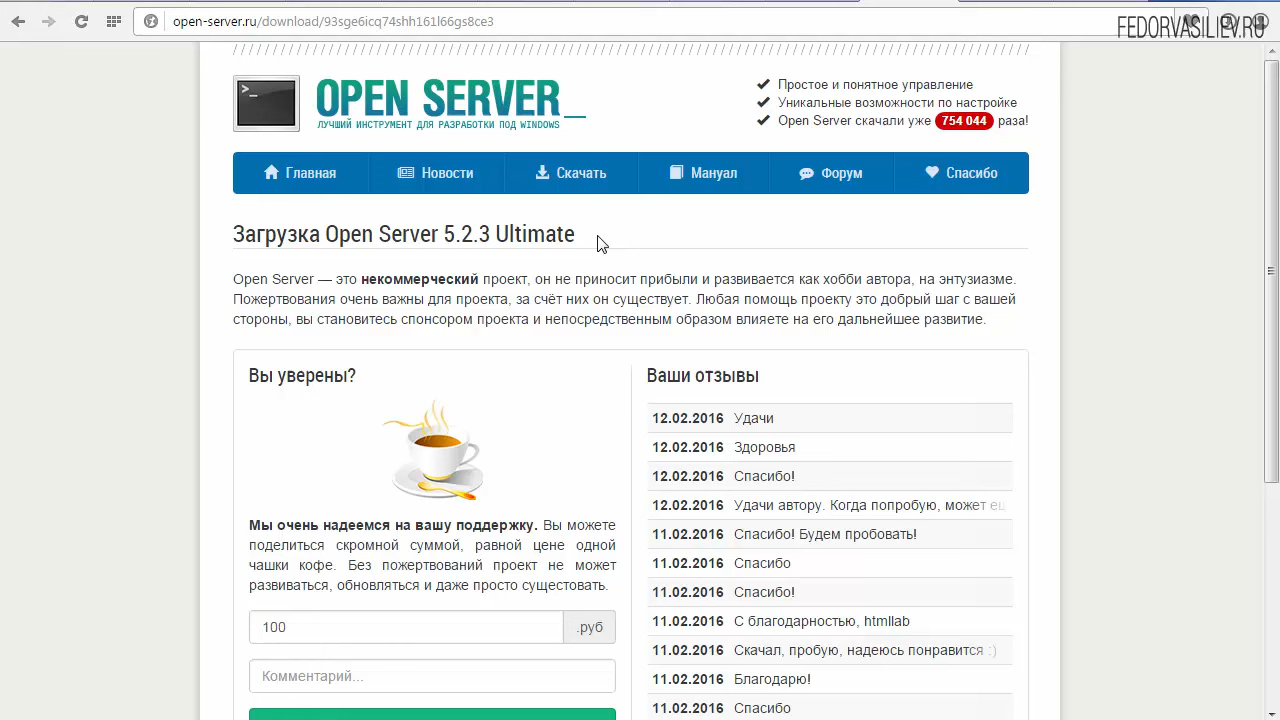 open-server.ru/download/93sge6icq74shh161l66gs8ce3
FEDORVASILIEV.RU
>_
OPEN SERVER_
ЛУЧШИЙ ИНСТРУМЕНТ ДЛЯ РАЗРАБОТКИ ПОД WINDOWS
Простое и понятное управление
Уникальные возможности по настройке
Open Server скачали уже 754 044 раза!
Главная Новости Скачать Мануал Форум Спасибо
Загрузка Open Server 5.2.3 Ultimate
Open Server — это некоммерческий проект, он не приносит прибыли и развивается как хобби автора, на энтузиазме.
Пожертвования очень важны для проекта, за счёт них он существует. Любая помощь проекту это добрый шаг с вашей
стороны, вы становитесь спонсором проекта и непосредственным образом влияете на его дальнейшее развитие.
Вы уверены?
Мы очень надеемся на вашу поддержку. Вы можете
поделиться скромной суммой, равной цене одной
чашки кофе. Без пожертвований проект не может
развиваться, обновляться и даже просто существовать.
100 .руб
Комментарий...
Ваши отзывы
12.02.2016 Удачи
12.02.2016 Здоровья
12.02.2016 Спасибо!
12.02.2016 Удачи автору. Когда попробую, может ещ
11.02.2016 Спасибо! Будем пробовать!
11.02.2016 Спасибо
11.02.2016 Спасибо!
11.02.2016 С благодарностью, htmllab
11.02.2016 Скачал, пробую, надеюсь понравится :)
11.02.2016 Благодарю!
11.02.2016 Спасибо